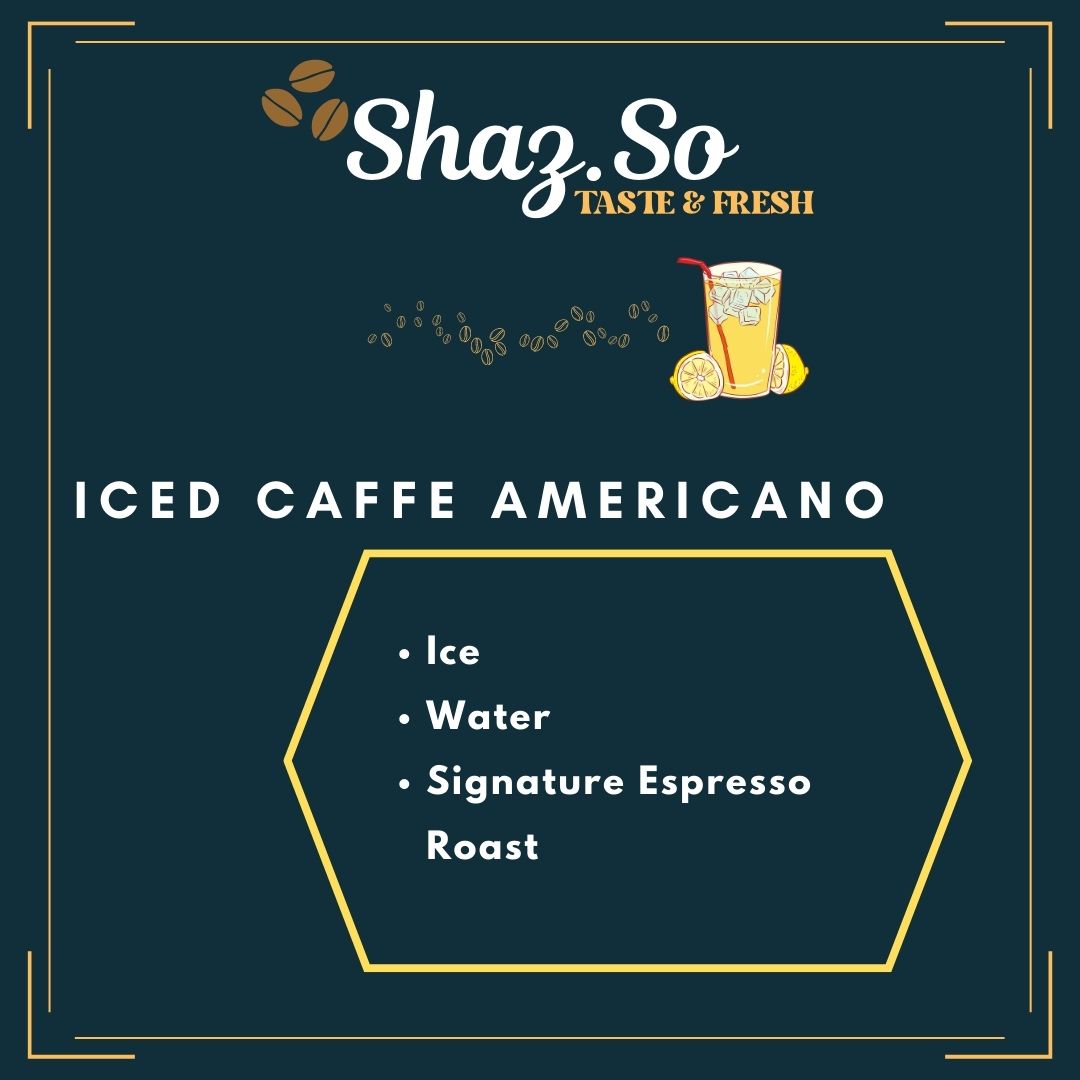 Shaz.So
TASTE & FRESH
ICED CAFFE AMERICANO
• Ice
• Water
• Signature Espresso
Roast